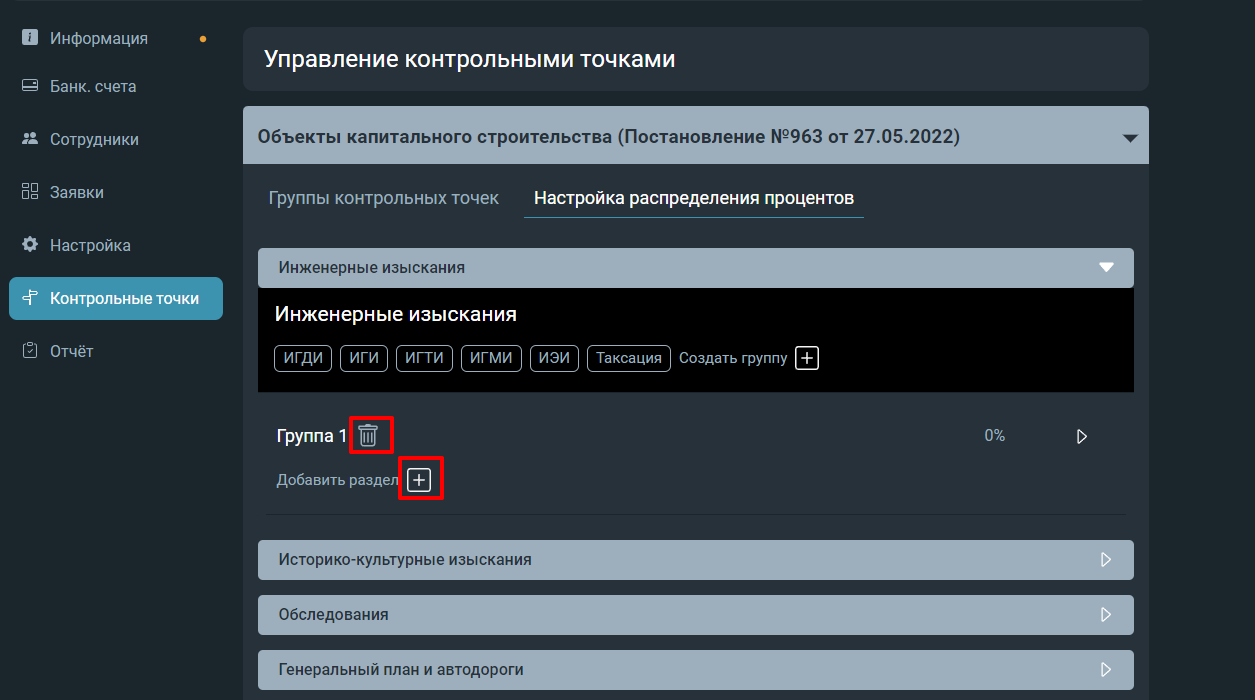 Информация
Банк. счета
Сотрудники
Заявки
Настройка
Контрольные точки
Отчёт
Управление контрольными точками
Объекты капитального строительства (Постановление №963 от 27.05.2022)
Группы контрольных точек Настройка распределения процентов
Инженерные изыскания
Инженерные изыскания
ИГДИ ИГИ ИГТИ ИГМИ ИЭИ Таксация Создать группу
Группа 1 0%
Добавить раздел
Историко-культурные изыскания
Обследования
Генеральный план и автодороги